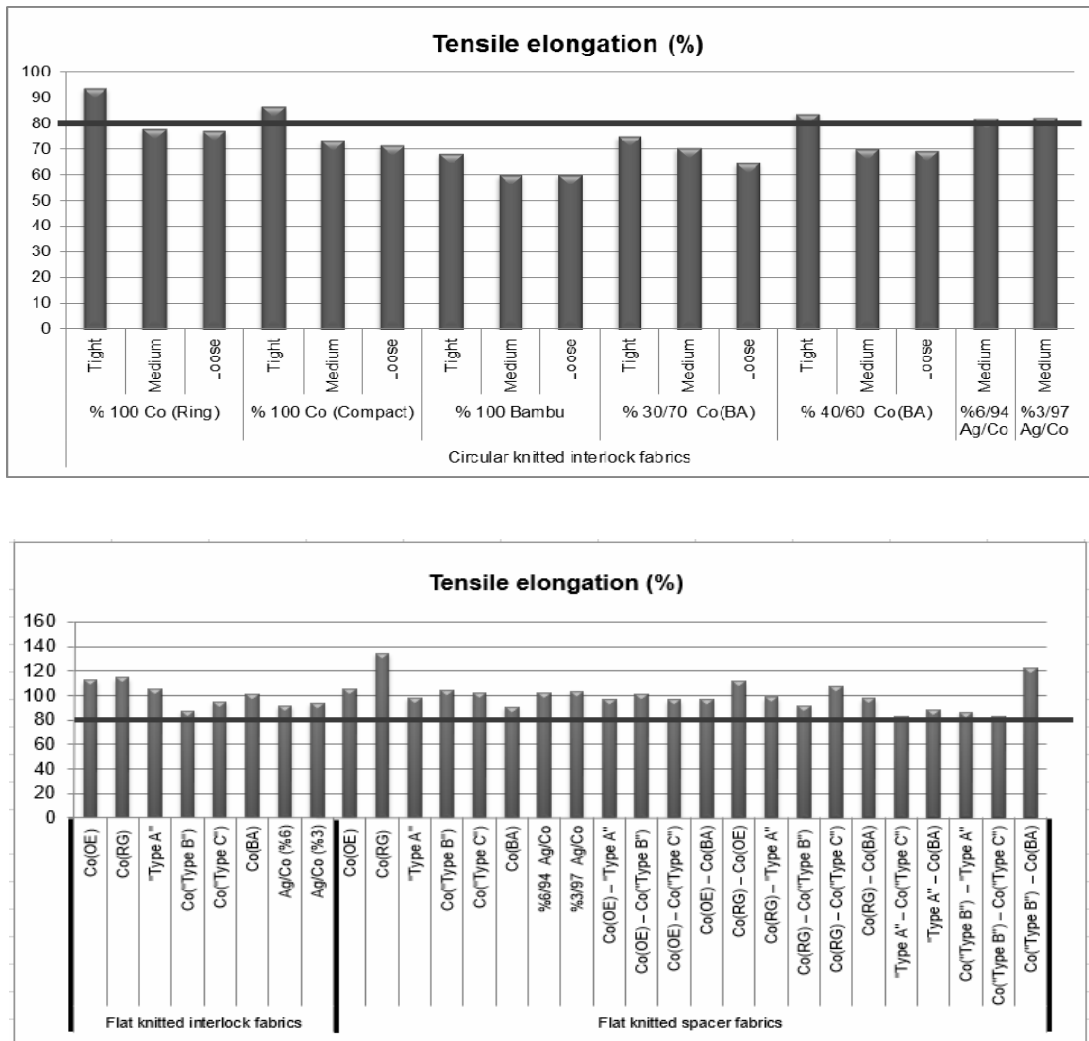 Tensile elongation (%)
100
90
80
70
60
50
40
30
20
10
0
Tight
Medium
Loose
Tight
Medium
Loose
Tight
Medium
Loose
Tight
Medium
Loose
Tight
Medium
Loose
Medium
Medium
% 100 Co (Ring)
% 100 Co (Compact)
% 100 Bambu
% 30/70 Co(BA)
% 40/60 Co(BA)
%6/94
Ag/Co
%3/97
Ag/Co
Circular knitted interlock fabrics
Tensile elongation (%)
160
140
120
100
80
60
40
20
0
Co(OE)
Co(RG)
"Type A"
Co("Type B")
Co("Type C")
Co(BA)
Ag/Co (%6)
Ag/Co (%3)
Co(OE)
Co(RG)
"Type A"
Co("Type B")
Co("Type C")
Co(BA)
%6/94 Ag/Co
%3/97 Ag/Co
Co(OE) – "Type A"
Co(OE) – Co("Type B")
Co(OE) – Co("Type C")
Co(OE) – Co(BA)
Co(RG) – Co(OE)
Co(RG) – "Type A"
Co(RG) – Co("Type B")
Co(RG) – Co("Type C")
Co(RG) – Co(BA)
"Type A" – Co("Type C")
"Type A" – Co(BA)
Co("Type B") – "Type A"
Co("Type B") – Co("Type C")
Co("Type B") – Co(BA)
Flat knitted interlock fabrics
Flat knitted spacer fabrics